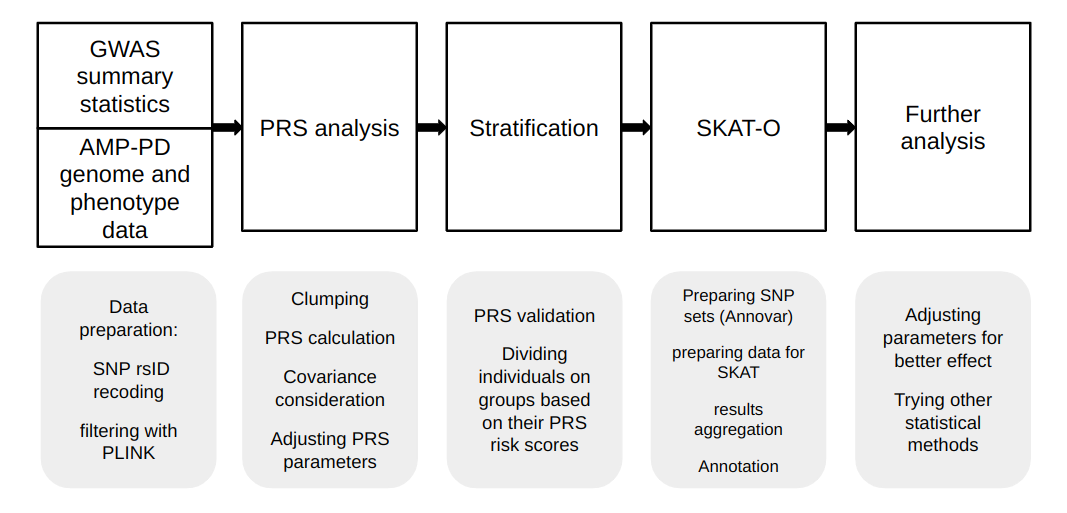 GWAS
summary
statistics
AMP-PD
genome and
phenotype
data
PRS analysis
Stratification
SKAT-O
Further
analysis
Data
preparation:
SNP rsID
recoding
filtering with
PLINK
Clumping
PRS calculation
Covariance
consideration
Adjusting PRS
parameters
PRS validation
Dividing
individuals on
groups based
on their PRS
risk scores
Preparing SNP
sets (Annovar)
preparing data for
SKAT
results
aggregation
Annotation
Adjusting
parameters for
better effect
Trying other
statistical
methods